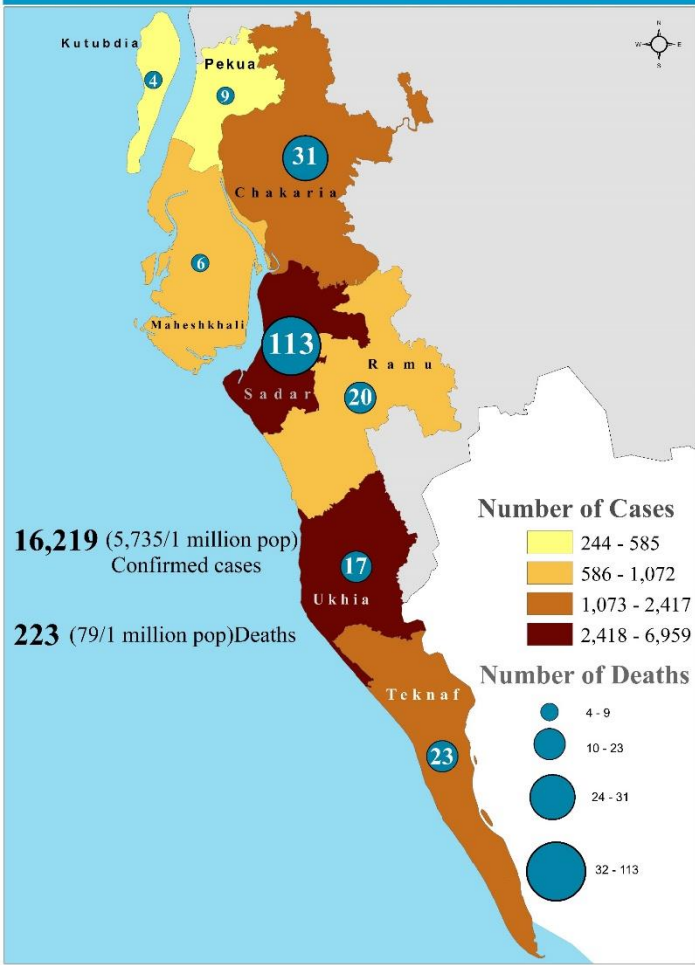 N
W E
S
Kutubdia
Pekua
4
9
31
Chakaria
6
Maheshkhali
113
Ramu
Sadar
20
Number of Cases
244 - 585
586 - 1,072
1,073 - 2,417
2,418 - 6,959
16,219 (5,735/1 million pop)
Confirmed cases
17
Ukhia
223 (79/1 million pop)Deaths
Number of Deaths
4 - 9
10 - 23
24 - 31
32 - 113
Teknaf
23